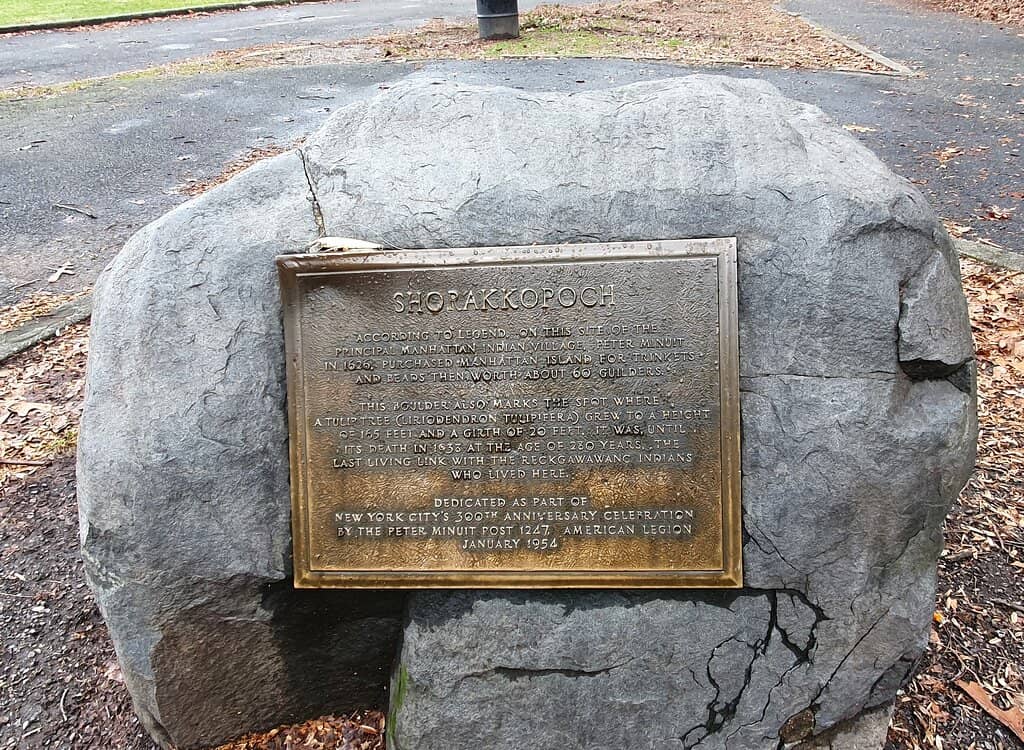 SHORAKKOPOCH
ACCORDING TO LEGEND, ON THIS SITE OF THE
PRINCIPAL MANHATTAN INDIAN VILLAGE, PETER MINUIT
IN 1626, PURCHASED MANHATTAN ISLAND FOR TRINKETS
AND BEADS THEN WORTH ABOUT 60 GUILDERS.
THIS BOULDER ALSO MARKS THE SPOT WHERE
A TULIP TREE (LIRIODENDRON TULIPIFERA) GREW TO A HEIGHT
OF 165 FEET AND A GIRTH OF 20 FEET. IT WAS, UNTIL
ITS DEATH IN 1938 AT THE AGE OF 280 YEARS, THE
LAST LIVING LINK WITH THE RECKGAWAWANC INDIANS
WHO LIVED HERE.
DEDICATED AS PART OF
NEW YORK CITY'S 300TH ANNIVERSARY CELEBRATION
BY THE PETER MINUIT POST 1247, AMERICAN LEGION
JANUARY 1954